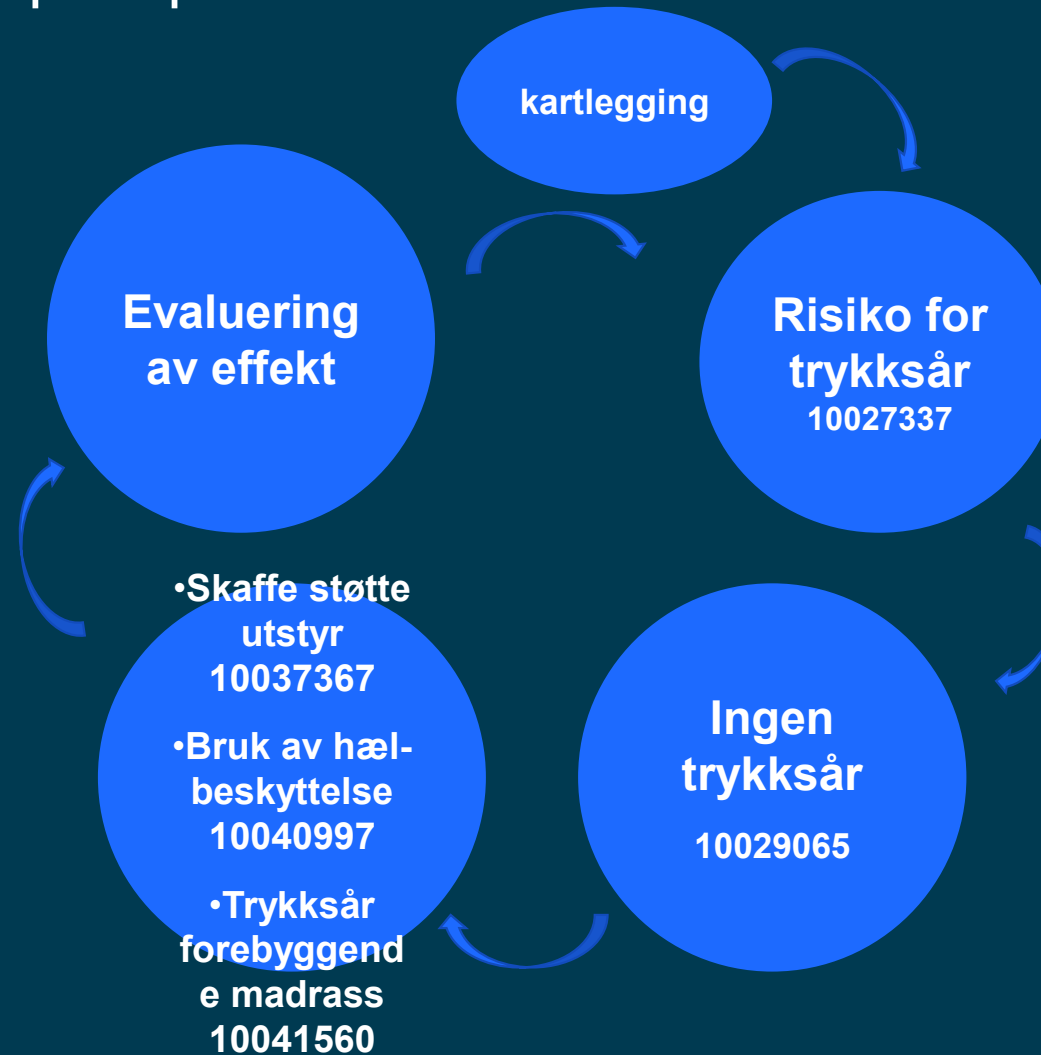 kartlegging
Evaluering
av effekt
Risiko for
trykksår
10027337
•Skaffe støtte
utstyr
10037367
•Bruk av hæl-
beskyttelse
10040997
•Trykksår
forebyggend
e madrass
10041560
Ingen
trykksår
10029065